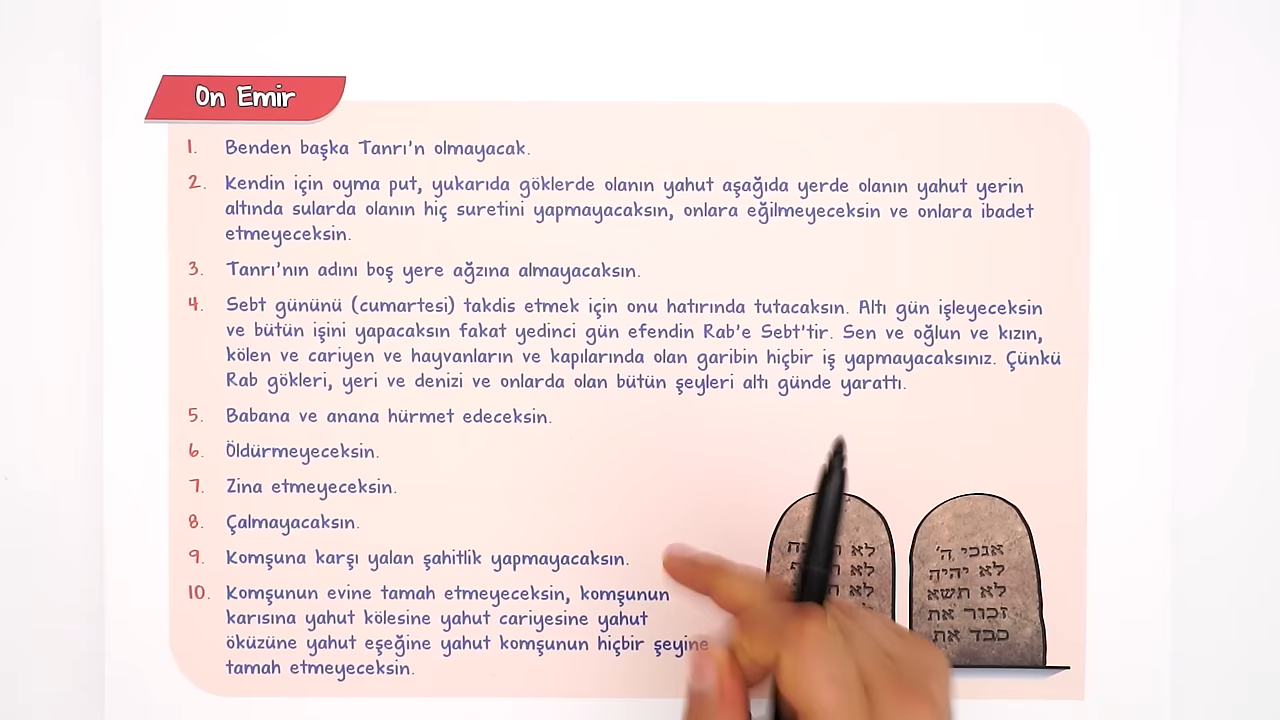 On Emir
1. Benden başka Tanrı'n olmayacak.
2. Kendin için oyma put, yukarıda göklerde olanın yahut aşağıda yerde olanın yahut yerin
altında sularda olanın hiç suretini yapmayacaksın, onlara eğilmeyeceksin ve onlara ibadet
etmeyeceksin.
3. Tanrı'nın adını boş yere ağzına almayacaksın.
4. Sebt gününü (cumartesi) takdis etmek için onu hatırında tutacaksın. Altı gün işleyeceksin
ve bütün işini yapacaksın fakat yedinci gün efendin Rab'e Sebt'tir. Sen ve oğlun ve kızın,
kölen ve cariyen ve hayvanların ve kapılarında olan garibin hiçbir iş yapmayacaksınız. Çünkü
Rab gökleri, yeri ve denizi ve onlarda olan bütün şeyleri altı günde yarattı.
5. Babana ve anana hürmet edeceksin.
6. Öldürmeyeceksin.
7. Zina etmeyeceksin.
8. Çalmayacaksın.
9. Komşuna karşı yalan şahitlik yapmayacaksın.
10. Komşunun evine tamah etmeyeceksin, komşunun
karısına yahut kölesine yahut cariyesine yahut
öküzüne yahut eşeğine yahut komşunun hiçbir şeyine
tamah etmeyeceksin.
אנכי ה'
לא יהיה
לא תשא
זכור את
כבד את
לא
לא
לא